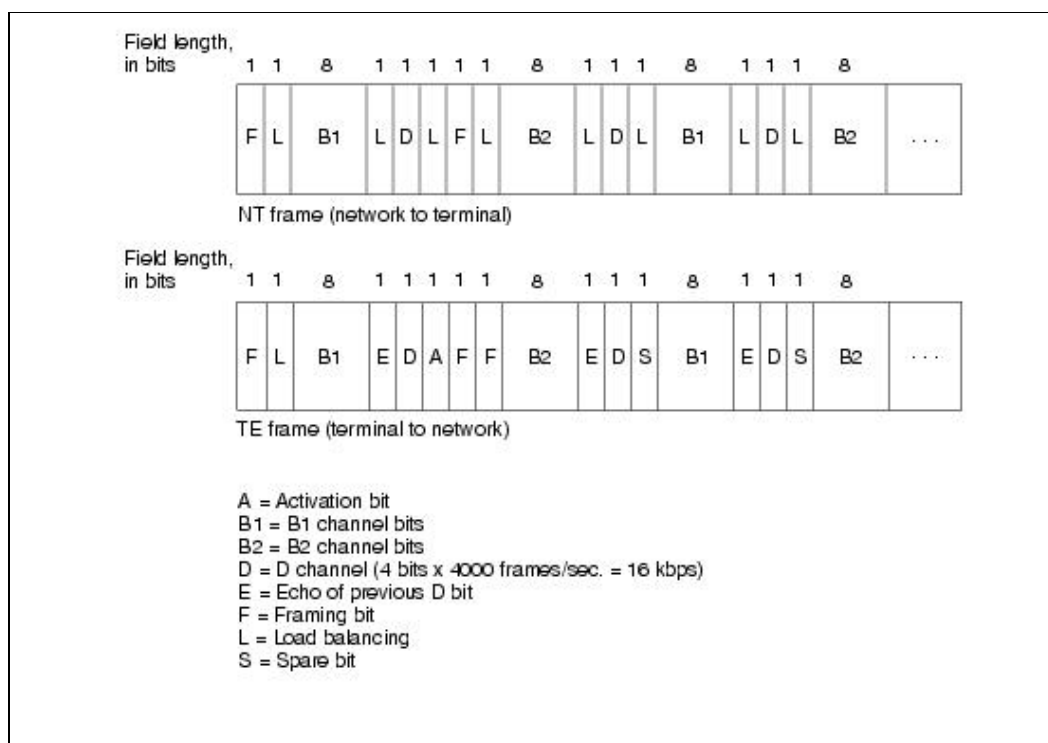 Field length,
in bits 1 1 8 1 1 1 1 1 8 1 1 1 8 1 1 1 8
F L B1 L D L F L B2 L D L B1 L D L B2 . . .
NT frame (network to terminal)
Field length,
in bits 1 1 8 1 1 1 1 1 8 1 1 1 8 1 1 1 8
F L B1 E D A F F B2 E D S B1 E D S B2 . . .
TE frame (terminal to network)
A = Activation bit
B1 = B1 channel bits
B2 = B2 channel bits
D = D channel (4 bits x 4000 frames/sec. = 16 kbps)
E = Echo of previous D bit
F = Framing bit
L = Load balancing
S = Spare bit